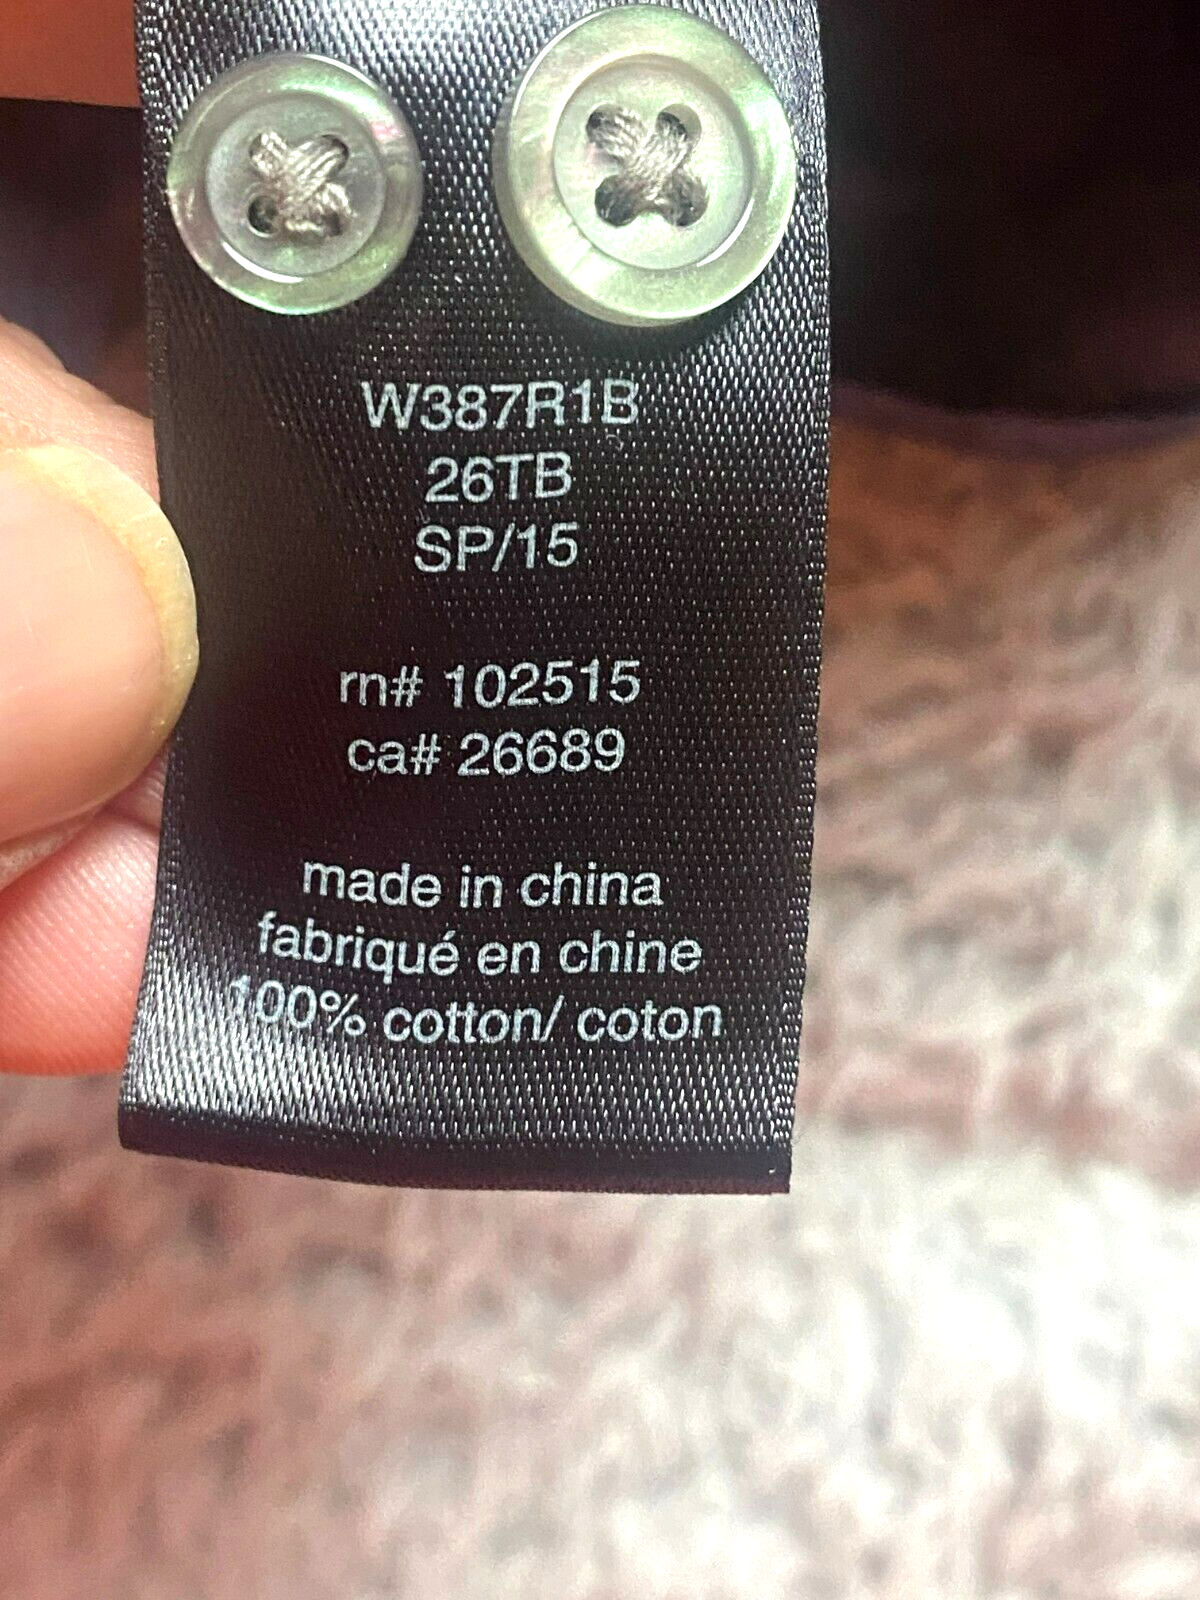 W387R1B
26TB
SP/15
rn# 102515
ca# 26689
made in china
fabriqué en chine
100% cotton/ coton